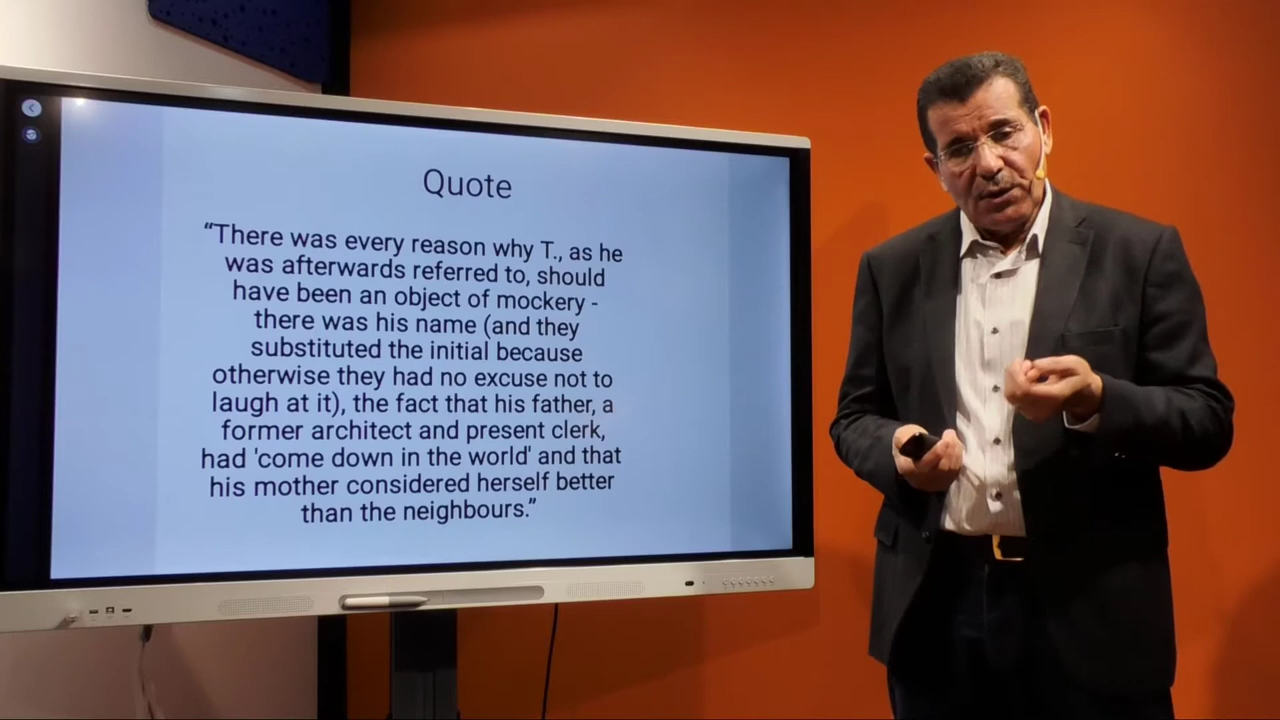 Quote
“There was every reason why T., as he
was afterwards referred to, should
have been an object of mockery -
there was his name (and they
substituted the initial because
otherwise they had no excuse not to
laugh at it), the fact that his father, a
former architect and present clerk,
had 'come down in the world' and that
his mother considered herself better
than the neighbours.”